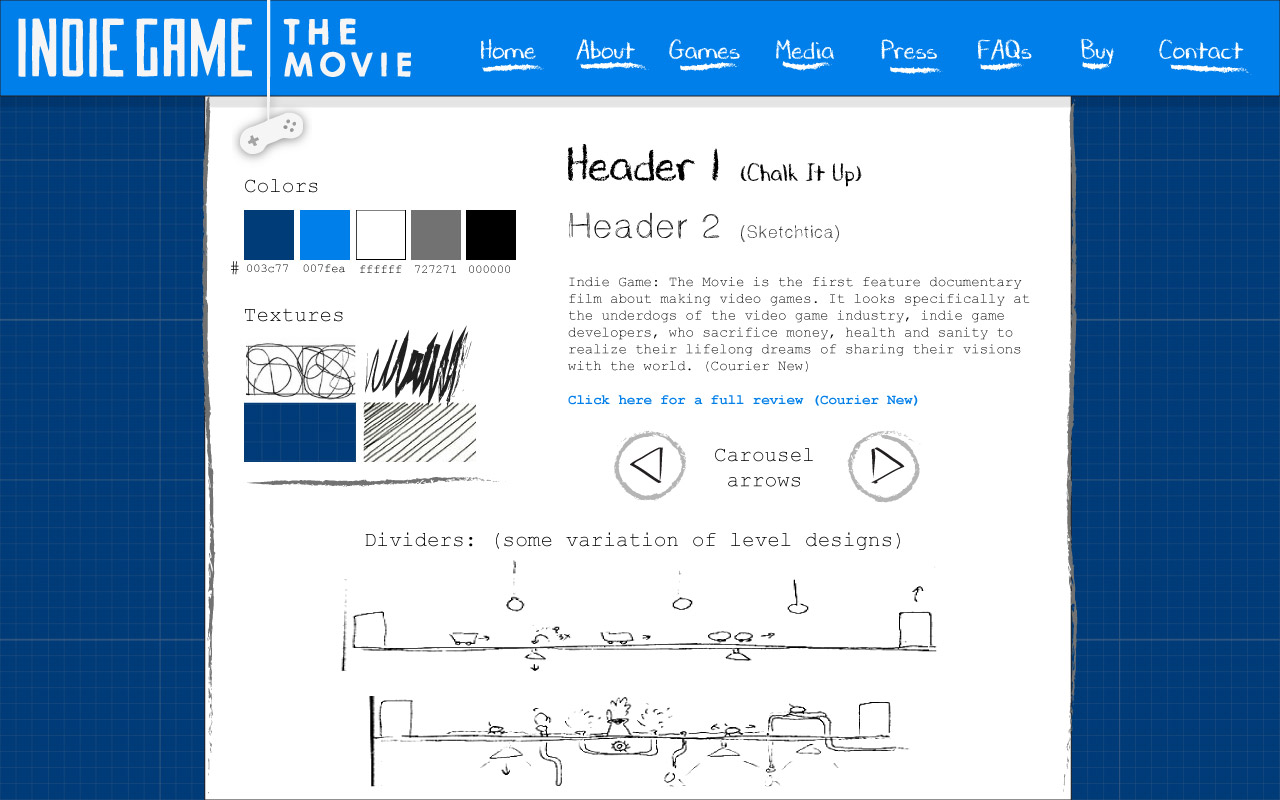 INDIE GAME THE MOVIE
Home About Games Media Press FAQs Buy Contact
Colors
# 003c77 007fea ffffff 727271 000000
Textures
Header 1 (Chalk It Up)
Header 2 (Sketchtica)
Indie Game: The Movie is the first feature documentary
film about making video games. It looks specifically at
the underdogs of the video game industry, indie game
developers, who sacrifice money, health and sanity to
realize their lifelong dreams of sharing their visions
with the world. (Courier New)
Click here for a full review (Courier New)
Carousel
arrows
Dividers: (some variation of level designs)